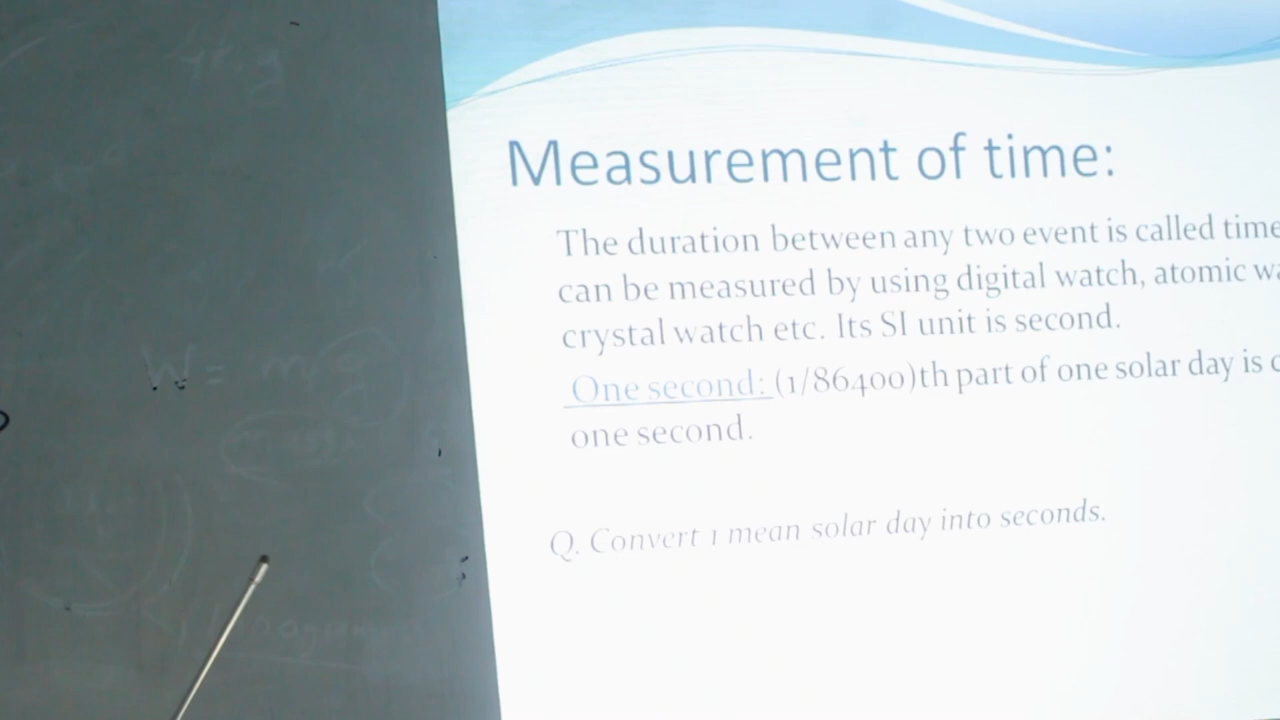 Measurement of time:
The duration between any two event is called time
can be measured by using digital watch, atomic
crystal watch etc. Its SI unit is second.
One second: (1/86400)th part of one solar day is
one second.
Q. Convert 1 mean solar day into seconds.
W = m